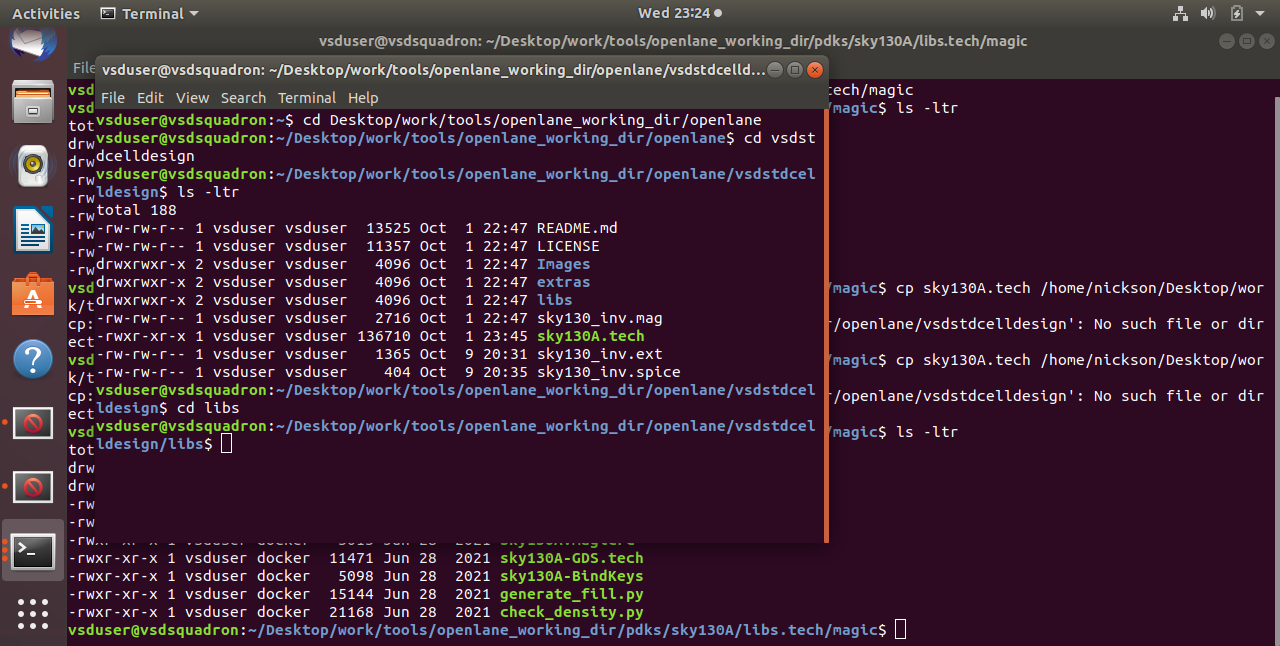 Activities
Terminal
Wed 23:24
vsduser@vsdsquadron: ~/Desktop/work/tools/openlane_working_dir/pdks/sky130A/libs.tech/magic
vsduser@vsdsquadron: ~/Desktop/work/tools/openlane_working_dir/openlane/vsdstdcelld...
File Edit View Search Terminal Help
vsduser@vsdsquadron:~$ cd Desktop/work/tools/openlane_working_dir/openlane
vsduser@vsdsquadron:~/Desktop/work/tools/openlane_working_dir/openlane$ cd vsdst
dcelldesign
vsduser@vsdsquadron:~/Desktop/work/tools/openlane_working_dir/openlane/vsdstdcel
ldesign$ ls -ltr
total 188
-rw-rw-r-- 1 vsduser vsduser  13525 Oct  1 22:47 README.md
-rw-rw-r-- 1 vsduser vsduser  11357 Oct  1 22:47 LICENSE
drwxrwxr-x 2 vsduser vsduser   4096 Oct  1 22:47 Images
drwxrwxr-x 2 vsduser vsduser   4096 Oct  1 22:47 extras
drwxrwxr-x 2 vsduser vsduser   4096 Oct  1 22:47 libs
-rw-rw-r-- 1 vsduser vsduser   2716 Oct  1 22:47 sky130_inv.mag
-rwxr-xr-x 1 vsduser vsduser 136710 Oct  1 23:45 sky130A.tech
-rw-rw-r-- 1 vsduser vsduser   1365 Oct  9 20:31 sky130_inv.ext
-rw-rw-r-- 1 vsduser vsduser    404 Oct  9 20:35 sky130_inv.spice
vsduser@vsdsquadron:~/Desktop/work/tools/openlane_working_dir/openlane/vsdstdcel
ldesign$ cd libs
vsduser@vsdsquadron:~/Desktop/work/tools/openlane_working_dir/openlane/vsdstdcel
ldesign/libs$
File
vsd
tech/magic
vsd
/magic$ ls -ltr
tot
drw
drw
-rw
-rw
-rw
-rw
-rw
-rw
-rw
vsd
/magic$ cp sky130A.tech /home/nickson/Desktop/wor
k/t
cp:
r/openlane/vsdstdcelldesign': No such file or dir
ect
vsd
/magic$ cp sky130A.tech /home/nickson/Desktop/wor
k/t
cp:
r/openlane/vsdstdcelldesign': No such file or dir
ect
vsd
/magic$ ls -ltr
tot
drw
drw
-rw
-rw
-rwxr-xr-x 1 vsduser docker
-rwxr-xr-x 1 vsduser docker  11471 Jun 28  2021 sky130A-GDS.tech
-rwxr-xr-x 1 vsduser docker   5098 Jun 28  2021 sky130A-BindKeys
-rwxr-xr-x 1 vsduser docker  15144 Jun 28  2021 generate_fill.py
-rwxr-xr-x 1 vsduser docker  21168 Jun 28  2021 check_density.py
vsduser@vsdsquadron:~/Desktop/work/tools/openlane_working_dir/pdks/sky130A/libs.tech/magic$